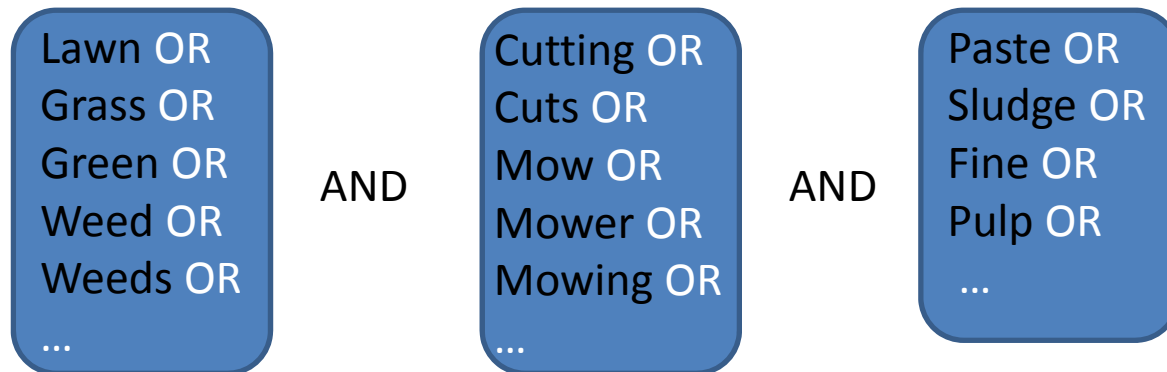 Lawn OR
Grass OR
Green OR
Weed OR
Weeds OR
...
AND
Cutting OR
Cuts OR
Mow OR
Mower OR
Mowing OR
...
AND
Paste OR
Sludge OR
Fine OR
Pulp OR
...